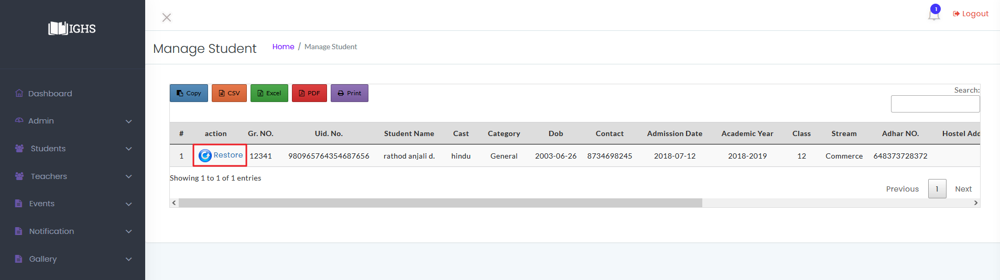 IGHS
Dashboard
Admin
Students
Teachers
Events
Notification
Gallery
1
Logout
Manage Student
Home / Manage Student
Copy CSV Excel PDF Print
Search:
# action Gr. NO. Uid. No. Student Name Cast Category Dob Contact Admission Date Academic Year Class Stream Adhar NO. Hostel Add
1 Restore 12341 980965764354687656 rathod anjali d. hindu General 2003-06-26 8734698245 2018-07-12 2018-2019 12 Commerce 648373728372
Showing 1 to 1 of 1 entries
Previous 1 Next